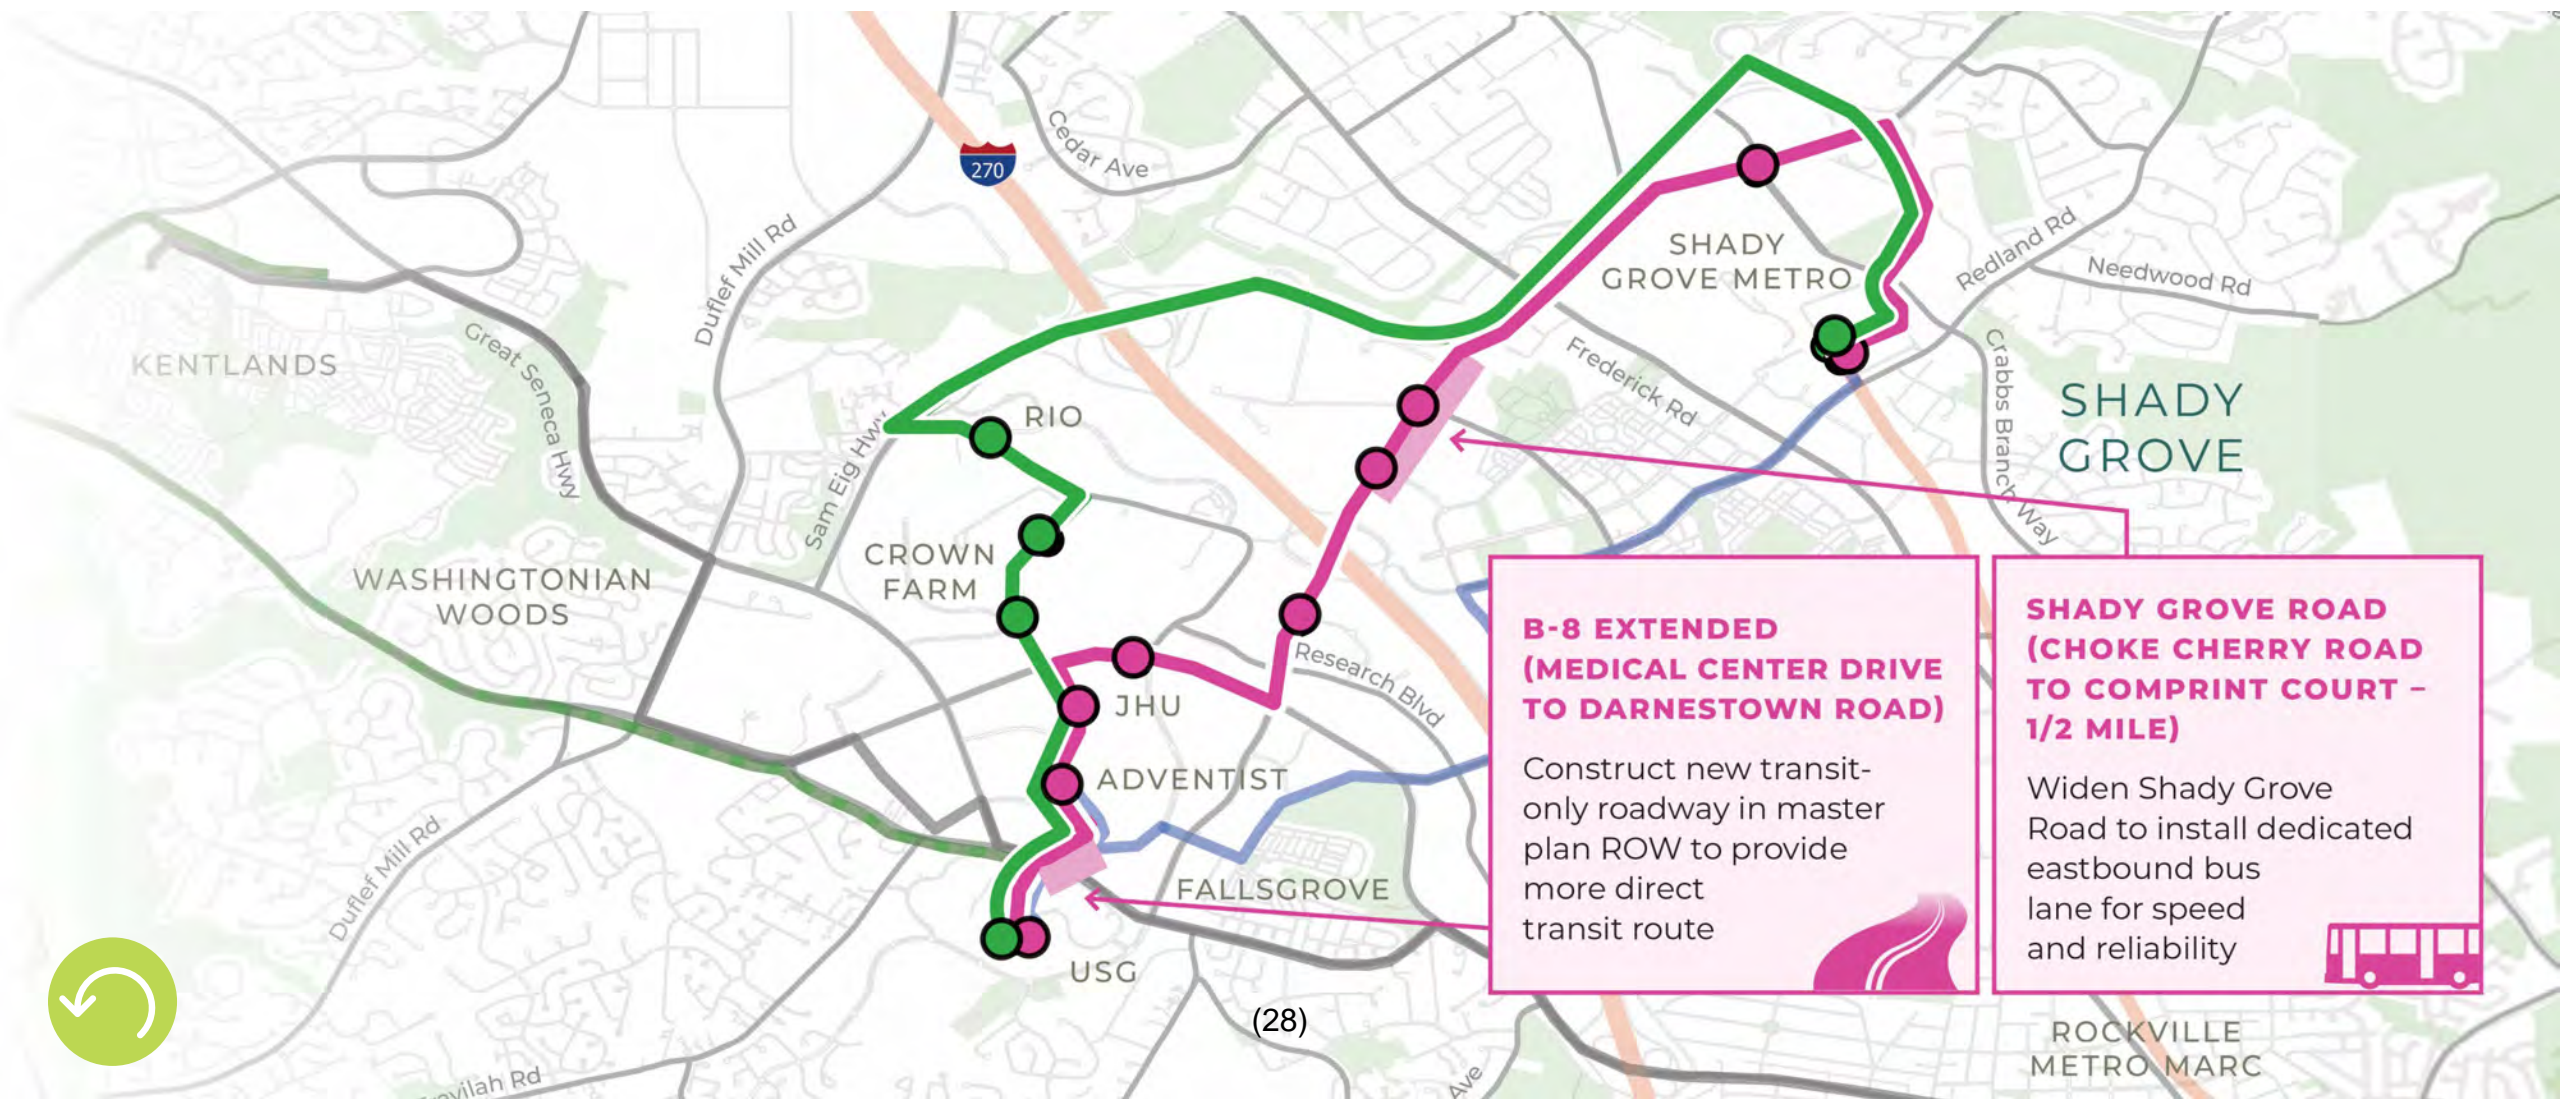 270
Cedar Ave
Duflef Mill Rd
SHADY
GROVE METRO
Redland Rd
Needwood Rd
KENTLANDS
Great Seneca Hwy
RIO
Sam Eig Hwy
Frederick Rd
Crabbs Branch Way
SHADY
GROVE
CROWN
FARM
WASHINGTONIAN
WOODS
JHU
Research Blvd
ADVENTIST
FALLSGROVE
USG
Duflef Mill Rd
B-8 EXTENDED
(MEDICAL CENTER DRIVE
TO DARNESTOWN ROAD)
Construct new transit-
only roadway in master
plan ROW to provide
more direct
transit route
SHADY GROVE ROAD
(CHOKE CHERRY ROAD
TO COMPRINT COURT –
1/2 MILE)
Widen Shady Grove
Road to install dedicated
eastbound bus
lane for speed
and reliability
(28)
ROCKVILLE
METRO MARC
Rd
Ave